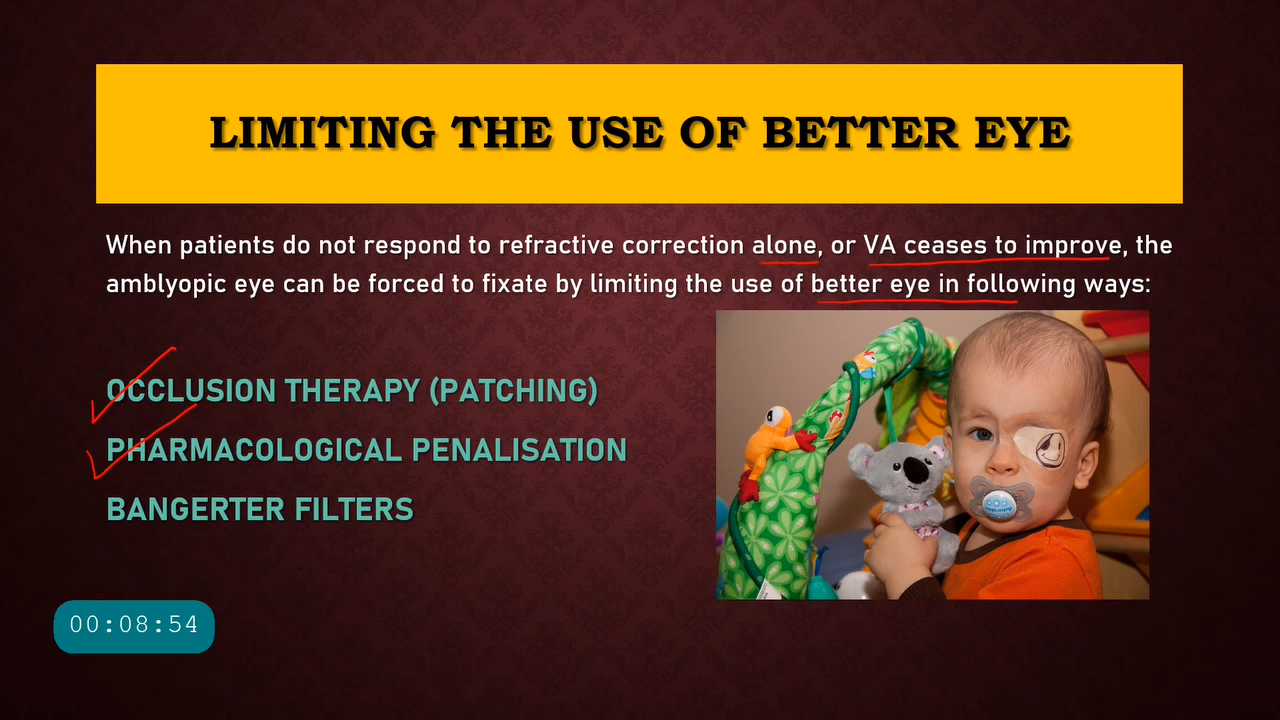 LIMITING THE USE OF BETTER EYE
When patients do not respond to refractive correction alone, or VA ceases to improve, the
amblyopic eye can be forced to fixate by limiting the use of better eye in following ways:
OCCLUSION THERAPY (PATCHING)
PHARMACOLOGICAL PENALISATION
BANGERTER FILTERS
00:08:54